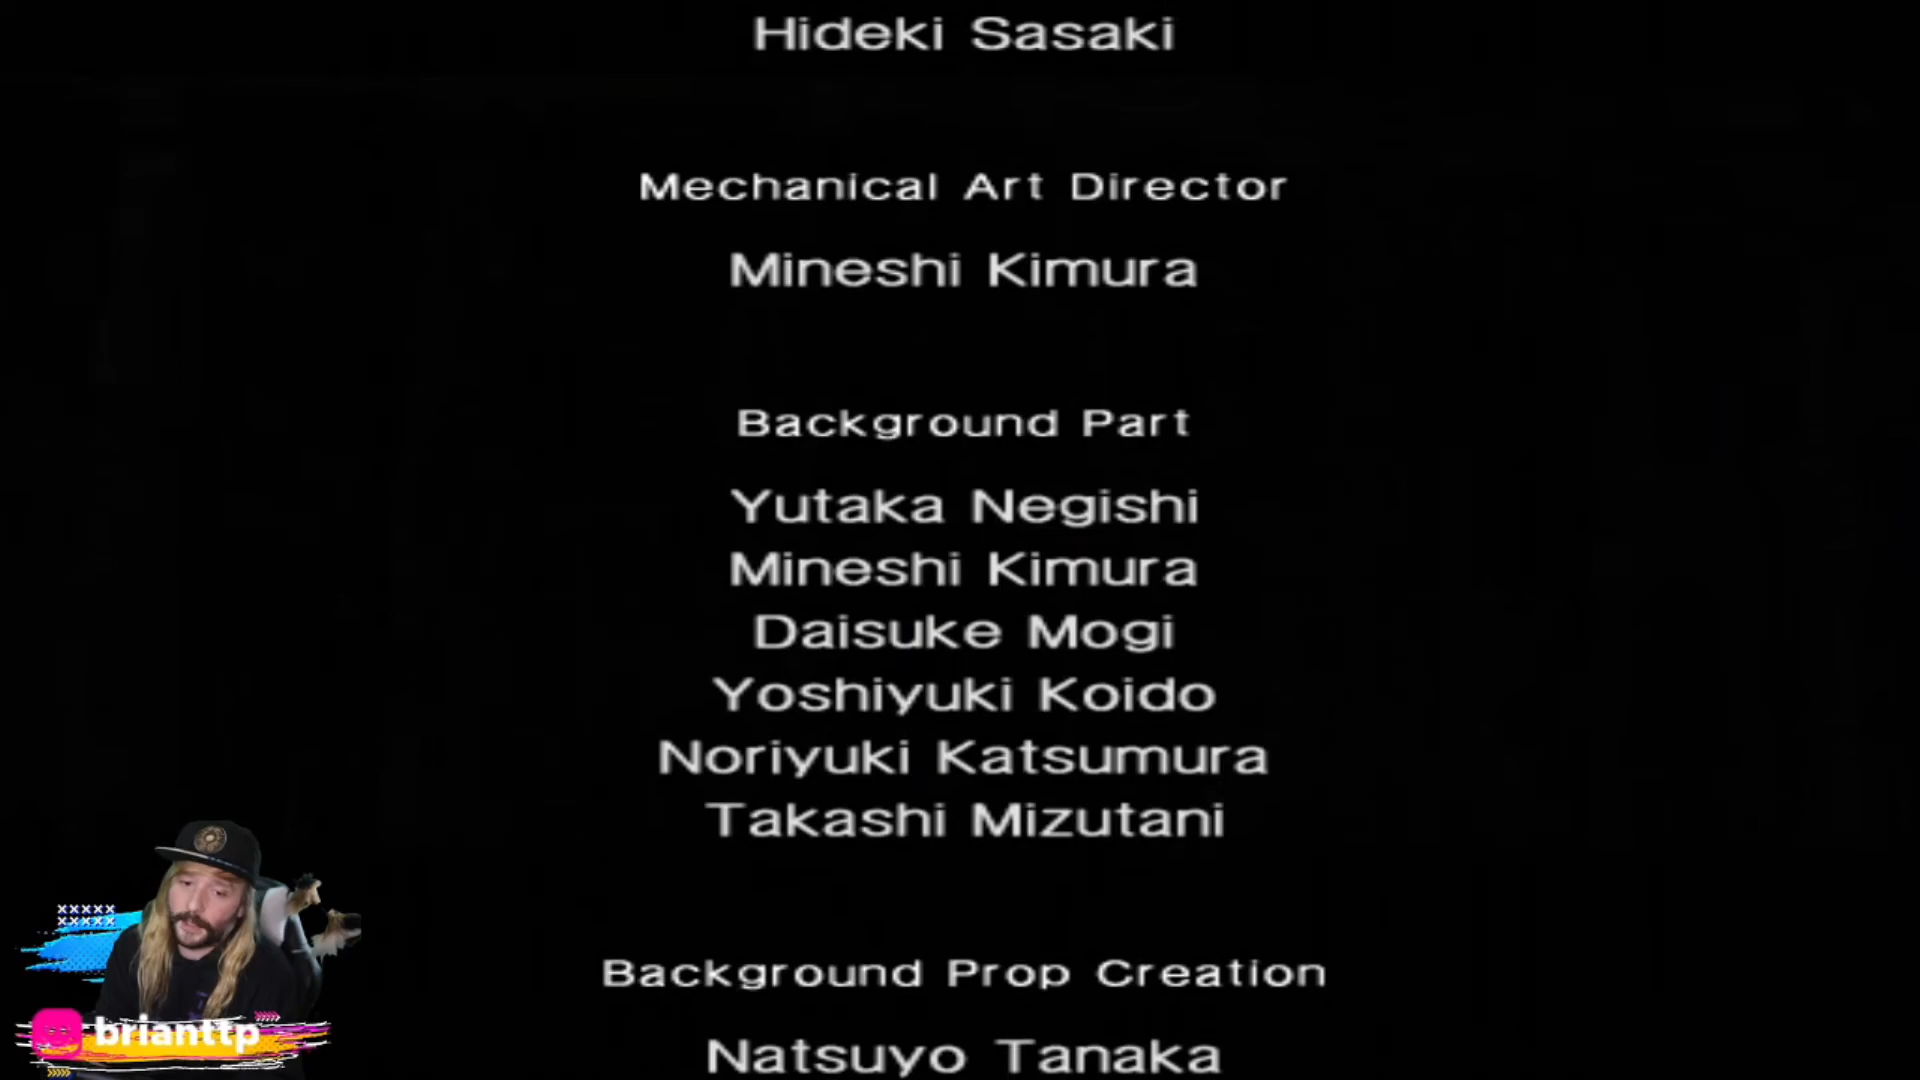 Hideki Sasaki
Mechanical Art Director
Mineshi Kimura
Background Part
Yutaka Negishi
Mineshi Kimura
Daisuke Mogi
Yoshiyuki Koido
Noriyuki Katsumura
Takashi Mizutani
Background Prop Creation
Natsuyo Tanaka
brianttp